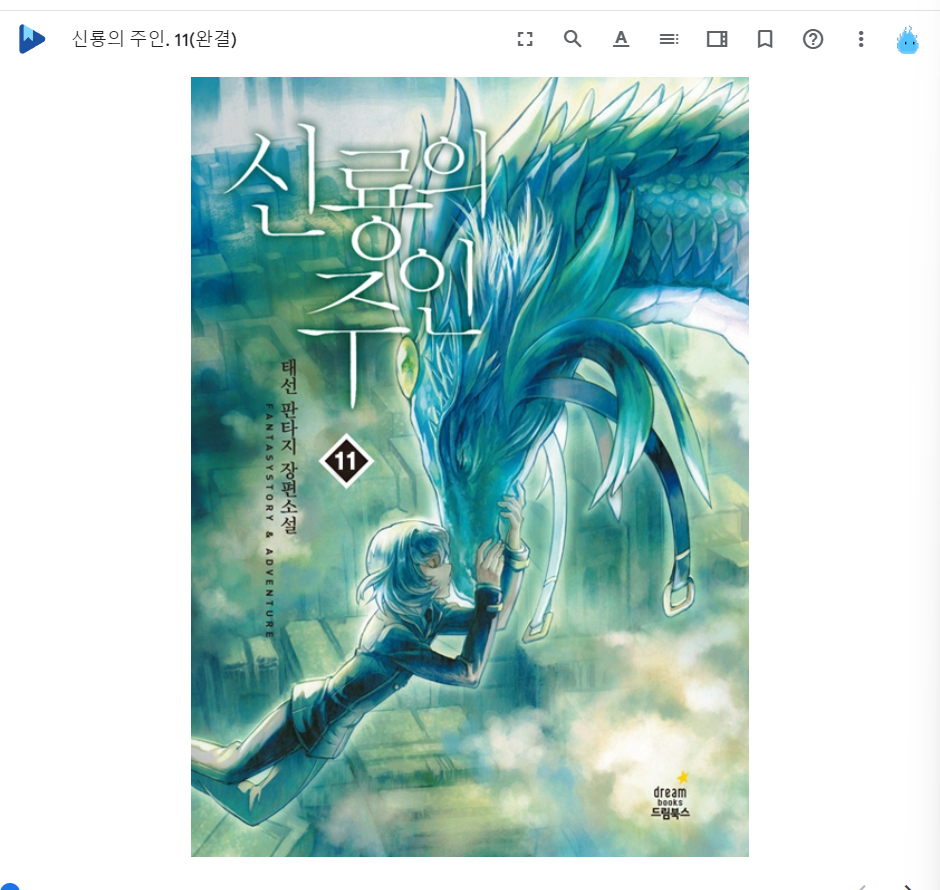 신룡의 주인. 11(완결)
신룡의
주인
태선 판타지 장편소설
FANTASYSTORY & ADVENTURE
11
dream
books
드림북스